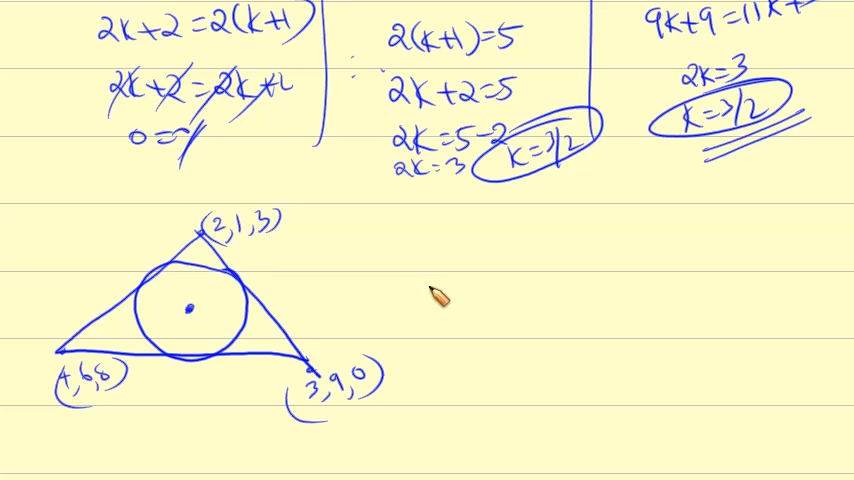 2k+2=2(k+1)
2k+2=2k+2
0=0
2(k+1)=5
∴ 2k+2=5
2k=5-2
2k=3
k=3/2
9k+9=11k+
2k=3
k=3/2
(2,1,3)
(4,6,8)
(3,9,0)